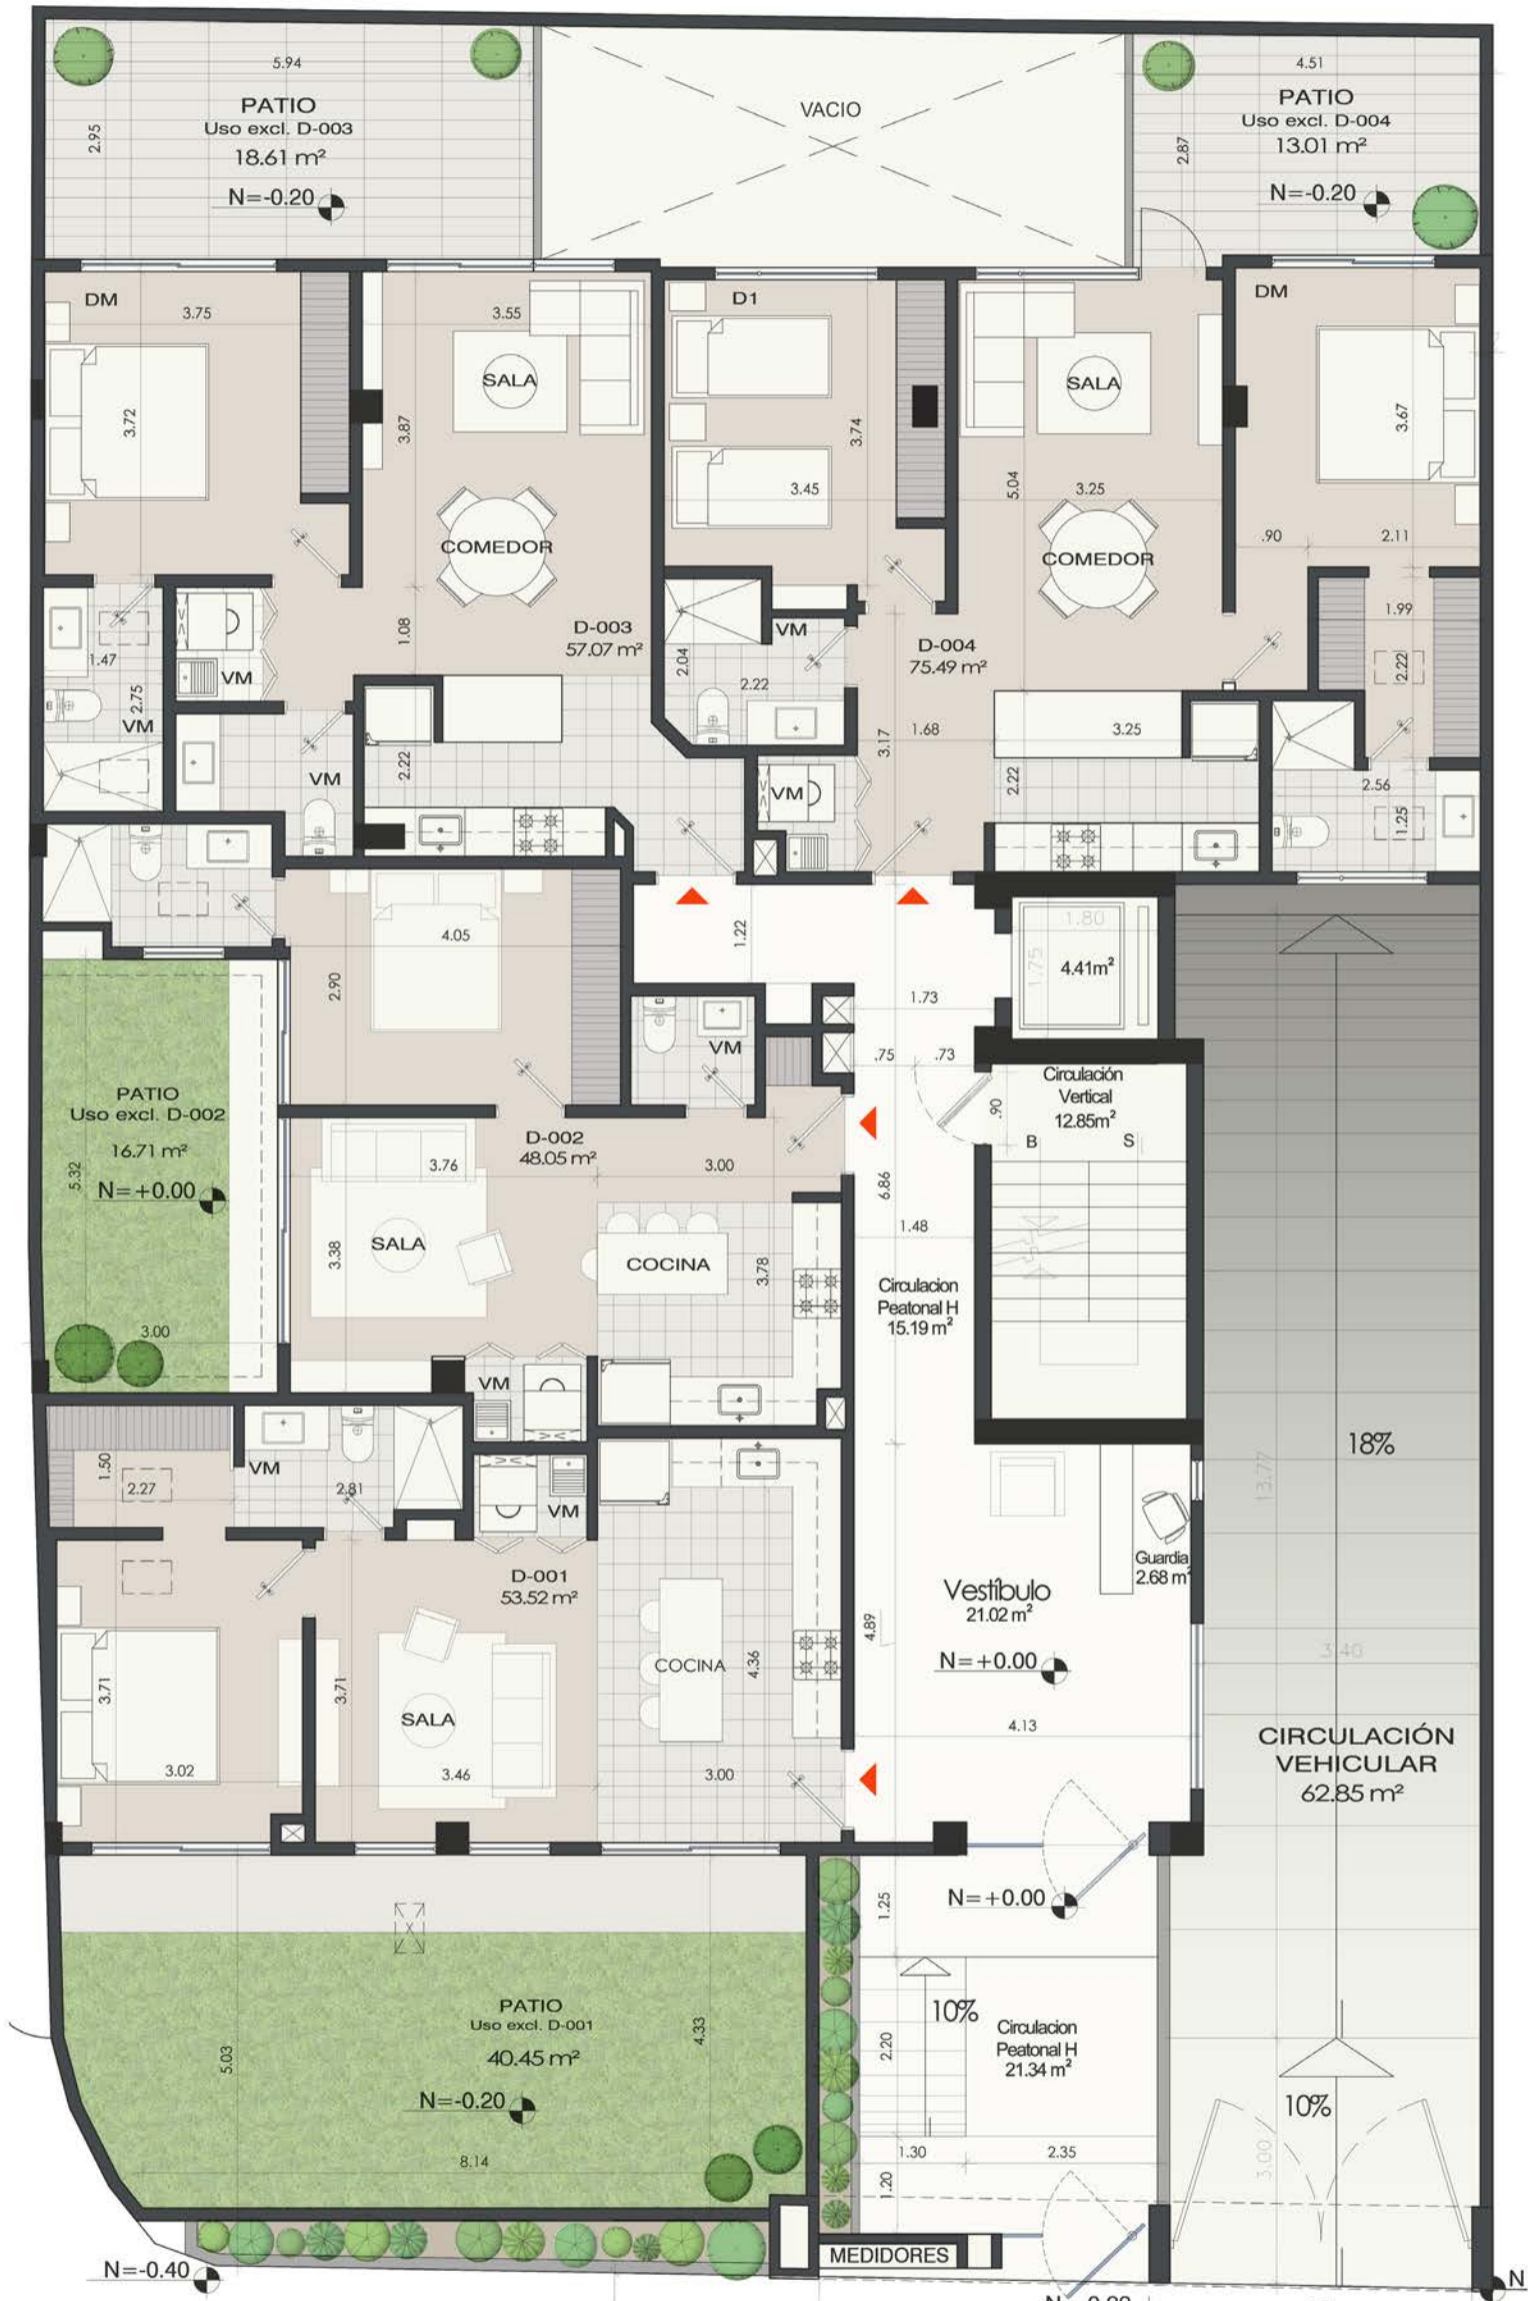 5.94
PATIO
Uso excl. D-003
18.61 m²
N=-0.20
2.95
VACIO
4.51
PATIO
Uso excl. D-004
13.01 m²
N=-0.20
2.87
DM
3.75
3.72
3.55
SALA
3.87
COMEDOR
1.08
D-003
57.07 m²
D1
3.74
3.45
SALA
5.04
3.25
COMEDOR
DM
3.67
.90
2.11
1.99
2.22
1.47
2.75
VM
VM
VM
2.22
VM
2.04
2.22
D-004
75.49 m²
3.17
1.68
3.25
2.22
VM
2.56
1.25
4.05
2.90
1.22
1.80
1.75
4.41m²
1.73
.75
.73
VM
Circulación
Vertical
12.85m²
.90
B
S
PATIO
Uso excl. D-002
16.71 m²
N=+0.00
5.32
3.00
D-002
48.05 m²
3.76
3.00
SALA
3.38
COCINA
3.78
VM
6.86
1.48
Circulacion
Peatonal H
15.19 m²
18%
13.77
1.50
2.27
VM
2.81
VM
D-001
53.52 m²
3.71
3.02
3.71
SALA
3.46
COCINA
4.36
3.00
Guardia
2.68 m²
Vestíbulo
21.02 m²
4.89
N=+0.00
4.13
3.40
CIRCULACIÓN
VEHICULAR
62.85 m²
N=+0.00
1.25
10%
Circulacion
Peatonal H
21.34 m²
2.20
1.30
2.35
1.20
PATIO
Uso excl. D-001
40.45 m²
N=-0.20
5.03
4.33
8.14
10%
3.00
MEDIDORES
N=-0.40
N